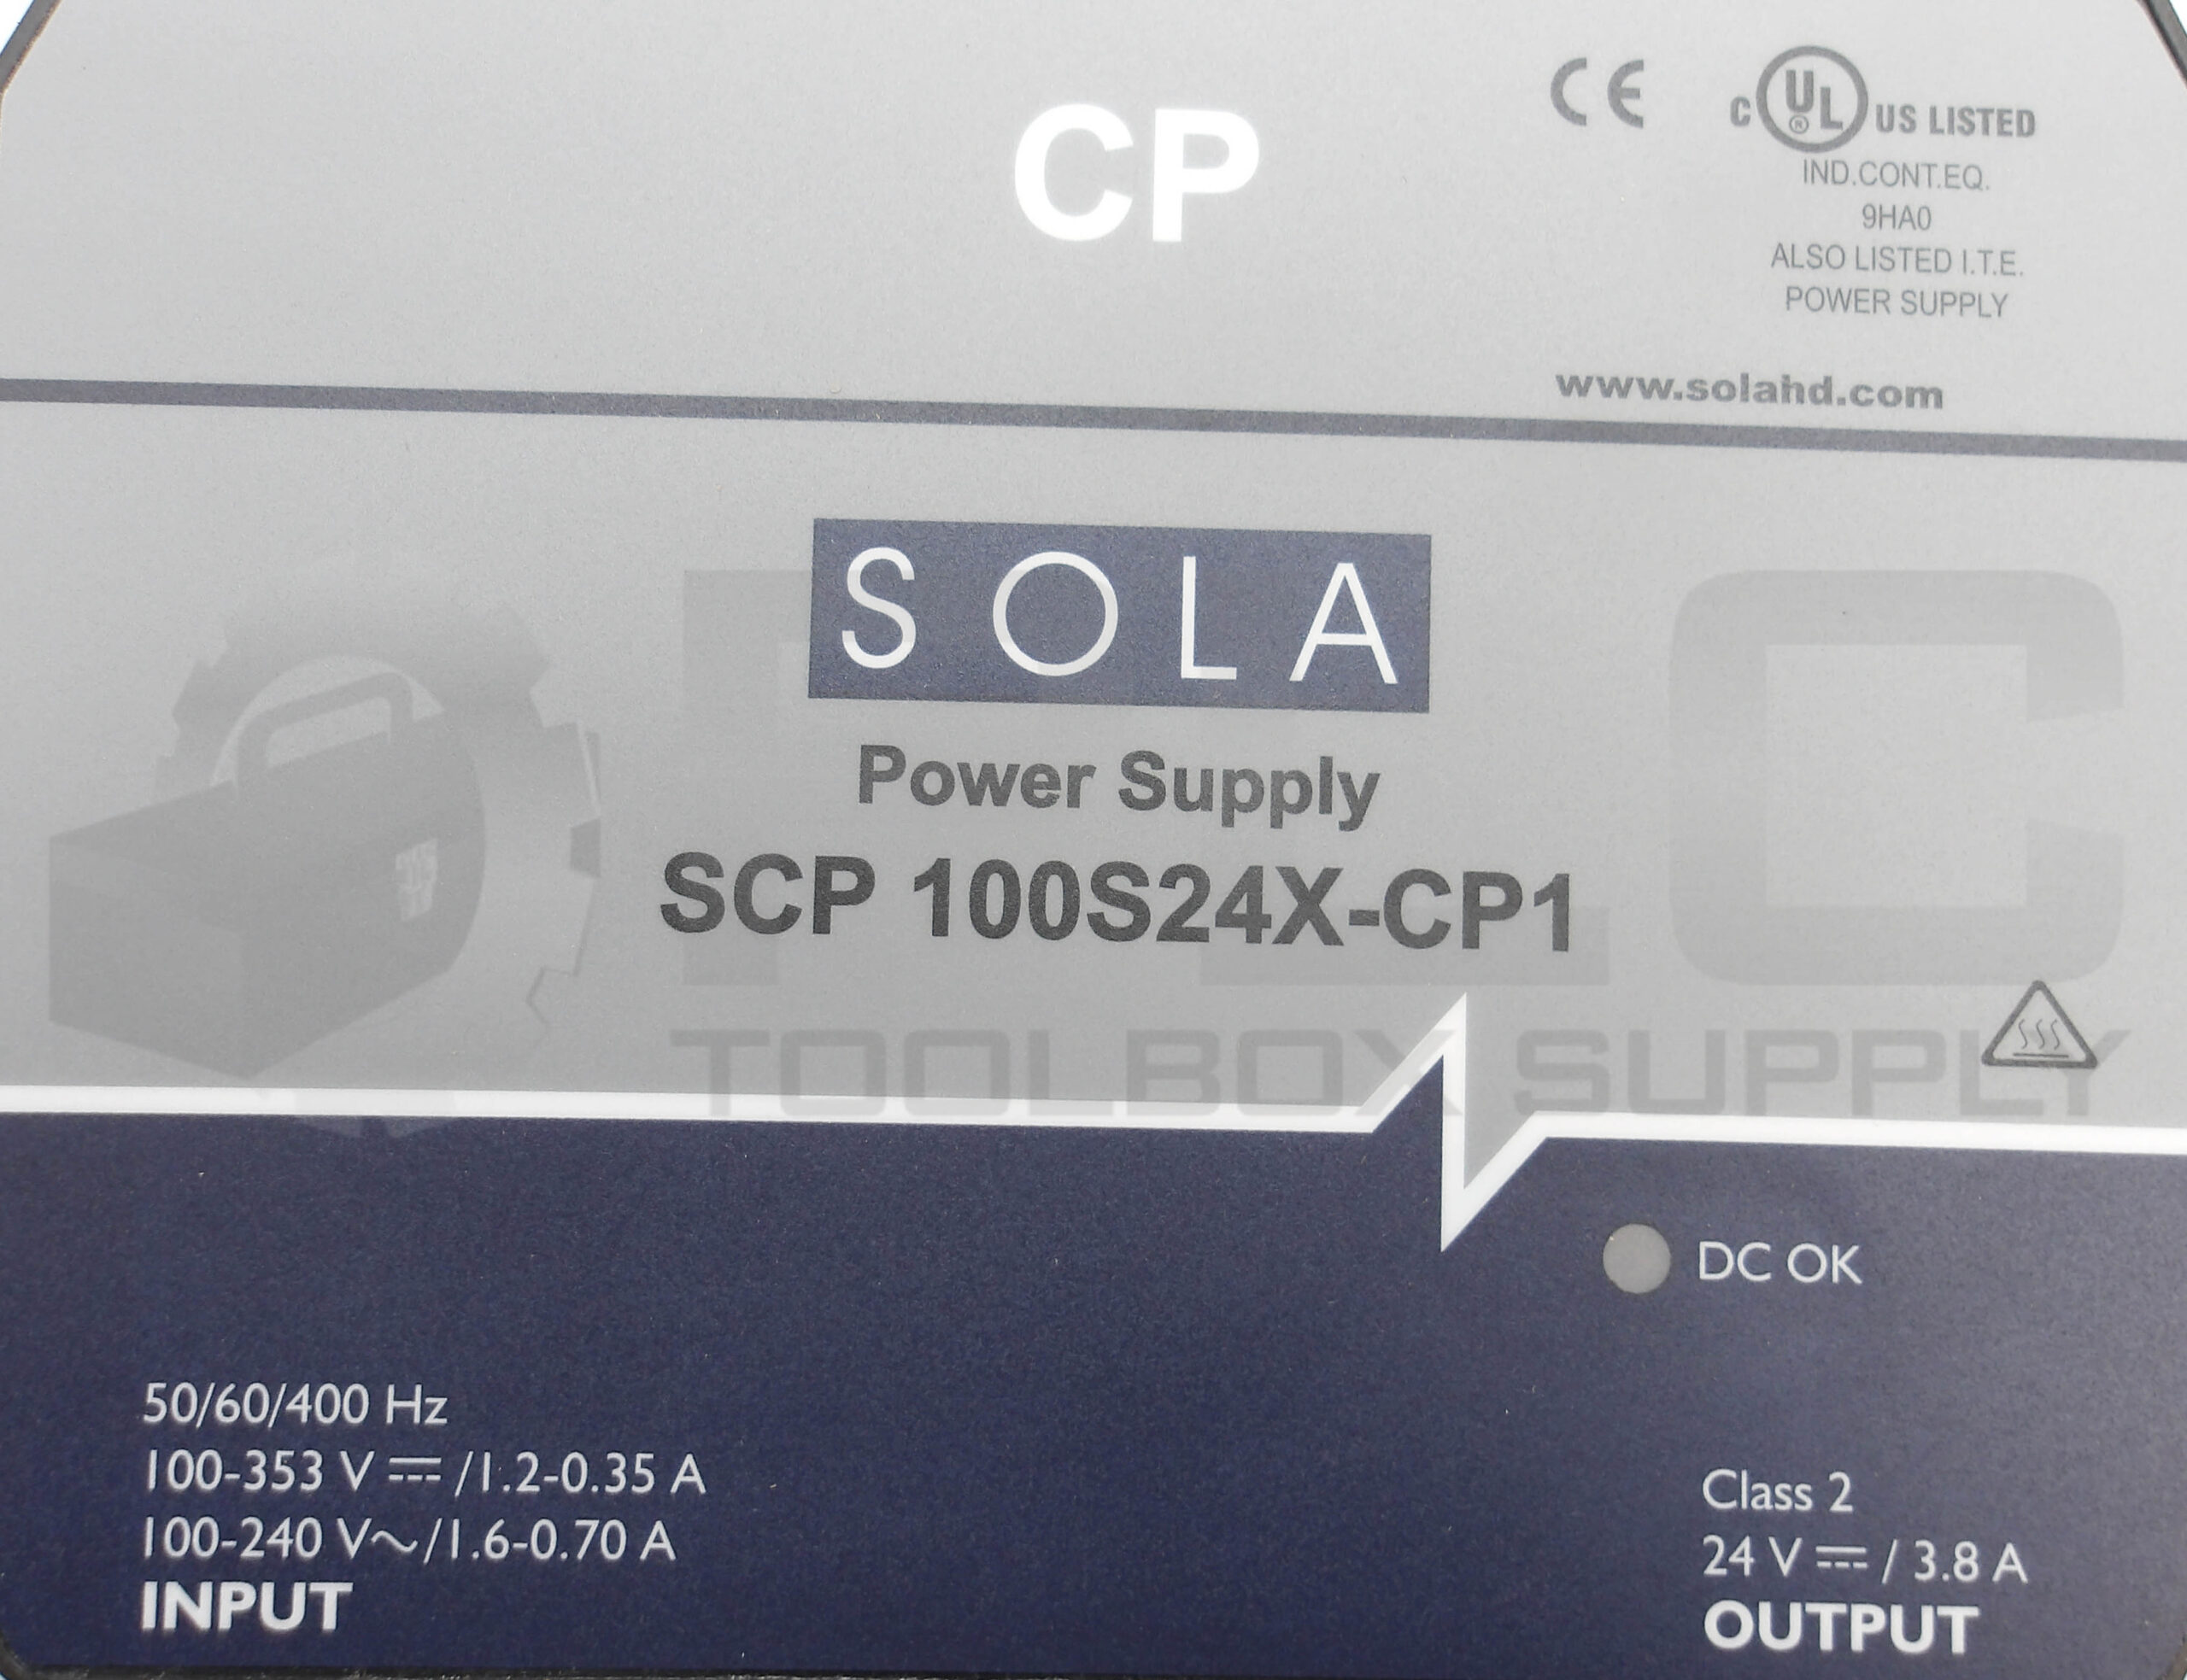 CP
CE
C UL® US LISTED
IND.CONT.EQ.
9HA0
ALSO LISTED I.T.E.
POWER SUPPLY
www.solahd.com
SOLA
Power Supply
SCP 100S24X-CP1
PLC
TOOLBOX SUPPLY
DC OK
50/60/400 Hz
100-353 V ⎓ /1.2-0.35 A
100-240 V~/1.6-0.70 A
INPUT
Class 2
24 V ⎓ / 3.8 A
OUTPUT